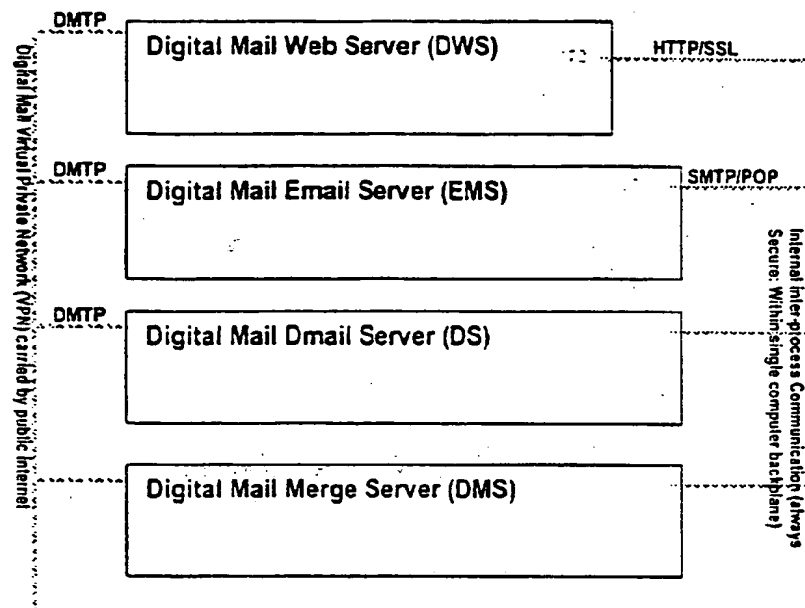 DMTP
Digital Mail Web Server (DWS)
HTTP/SSL
DMTP
Digital Mail Email Server (EMS)
SMTP/POP
DMTP
Digital Mail Dmail Server (DS)
Digital Mail Merge Server (DMS)
Digital Mail Virtual Private Network (VPN) carried by public Internet
Internal inter-process Communication (always
Secure: Within single computer backplane)